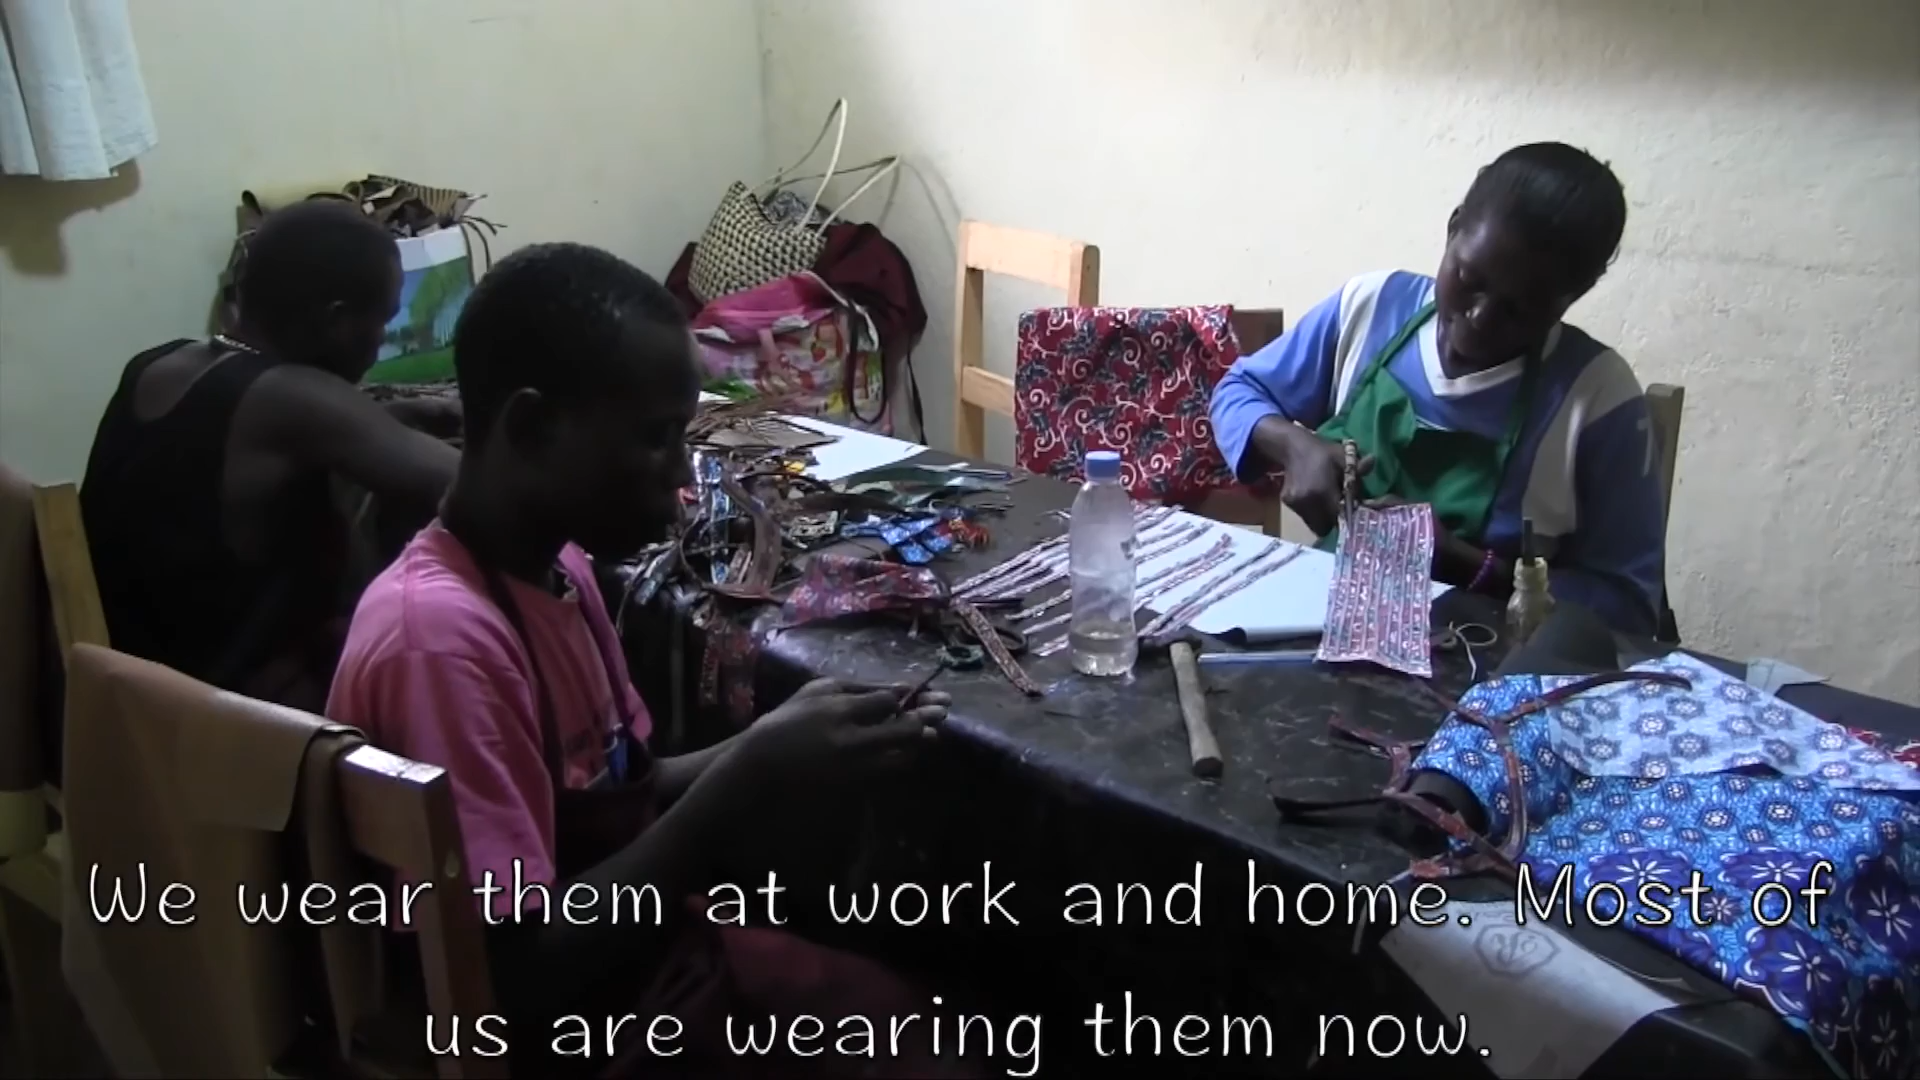 We wear them at work and home. Most of
us are wearing them now.